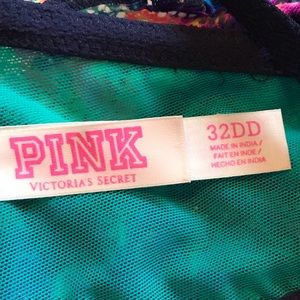 PINK
VICTORIA'S SECRET
32DD
MADE IN INDIA /
FAIT EN INDE /
HECHO EN INDIA